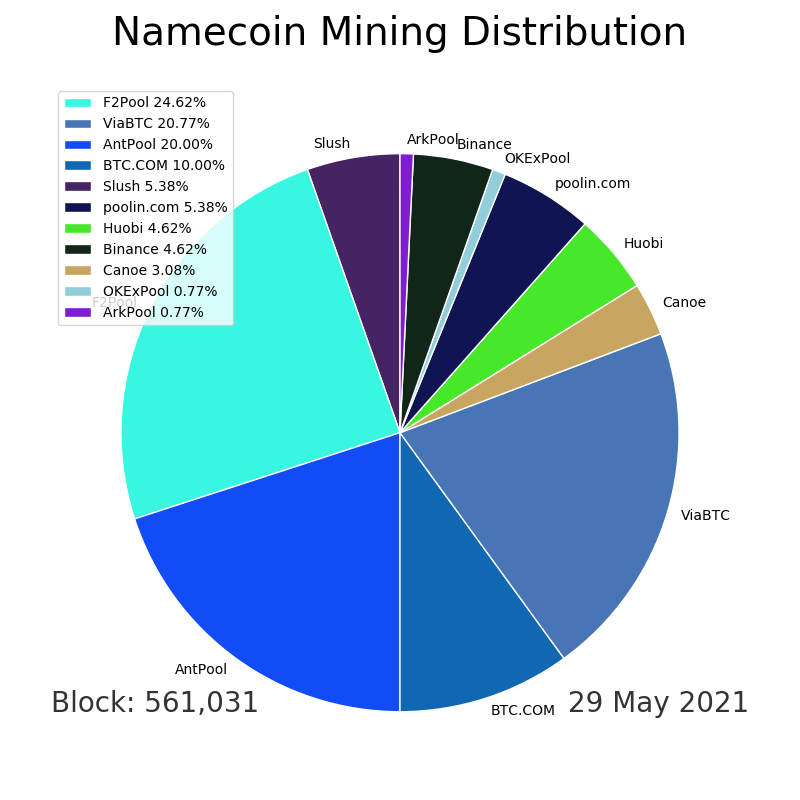 Namecoin Mining Distribution
F2Pool 24.62%
ViaBTC 20.77%
AntPool 20.00%
BTC.COM 10.00%
Slush 5.38%
poolin.com 5.38%
Huobi 4.62%
Binance 4.62%
Canoe 3.08%
OKExPool 0.77%
ArkPool 0.77%
Slush
ArkPool
Binance
OKExPool
poolin.com
Huobi
Canoe
F2Pool
ViaBTC
AntPool
BTC.COM
Block: 561,031
29 May 2021